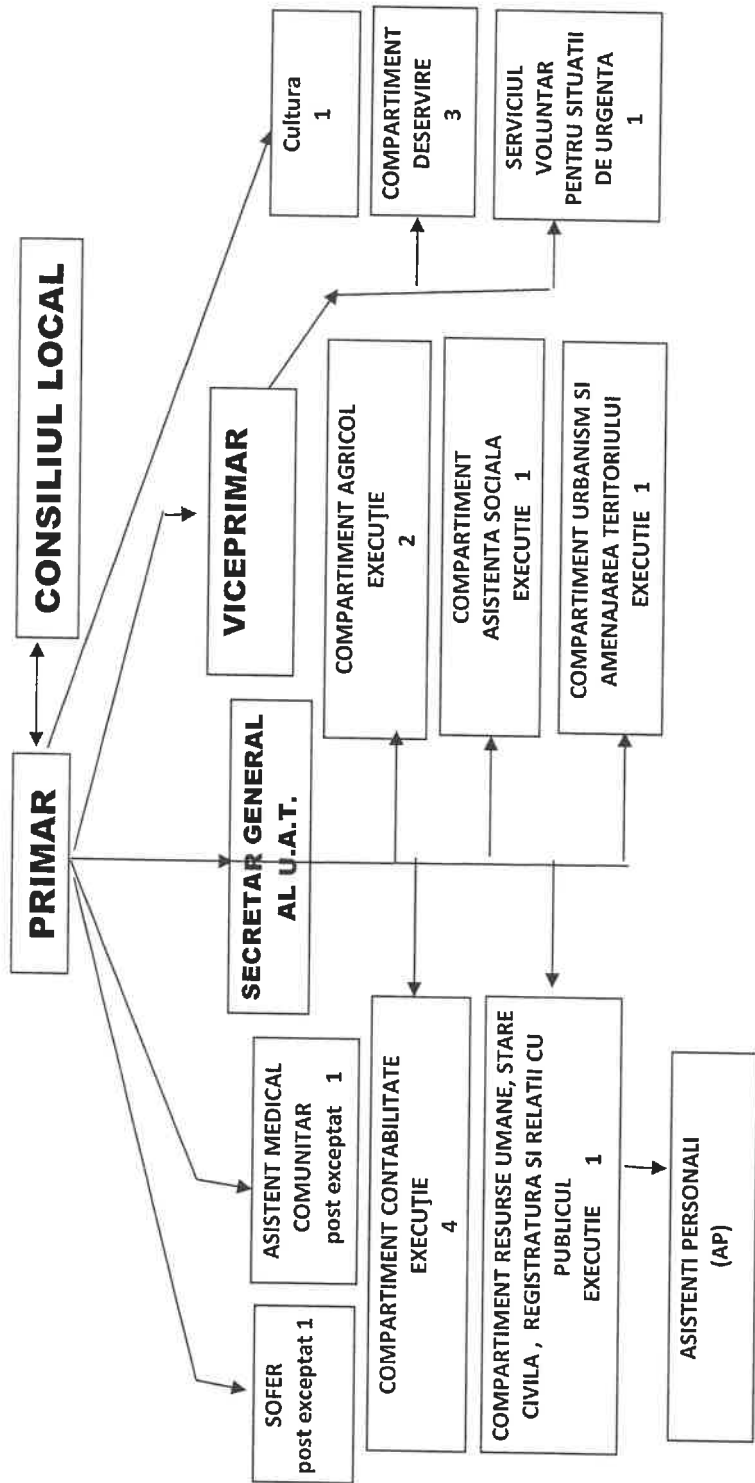 PRIMAR
CONSILIUL LOCAL
SOFER
post exceptat 1
ASISTENT MEDICAL
COMUNITAR
post exceptat 1
SECRETAR GENERAL
AL U.A.T.
VICEPRIMAR
Cultura
1
COMPARTIMENT
DESERVIRE
3
SERVICIUL
VOLUNTAR
PENTRU SITUATII
DE URGENTA
1
COMPARTIMENT CONTABILITATE
EXECUŢIE
4
COMPARTIMENT AGRICOL
EXECUŢIE
2
COMPARTIMENT
ASISTENTA SOCIALA
EXECUTIE 1
COMPARTIMENT RESURSE UMANE, STARE
CIVILA , REGISTRATURA SI RELATII CU
PUBLICUL
EXECUTIE 1
COMPARTIMENT URBANISM SI
AMENAJAREA TERITORIULUI
EXECUTIE 1
ASISTENTI PERSONALI
(AP)